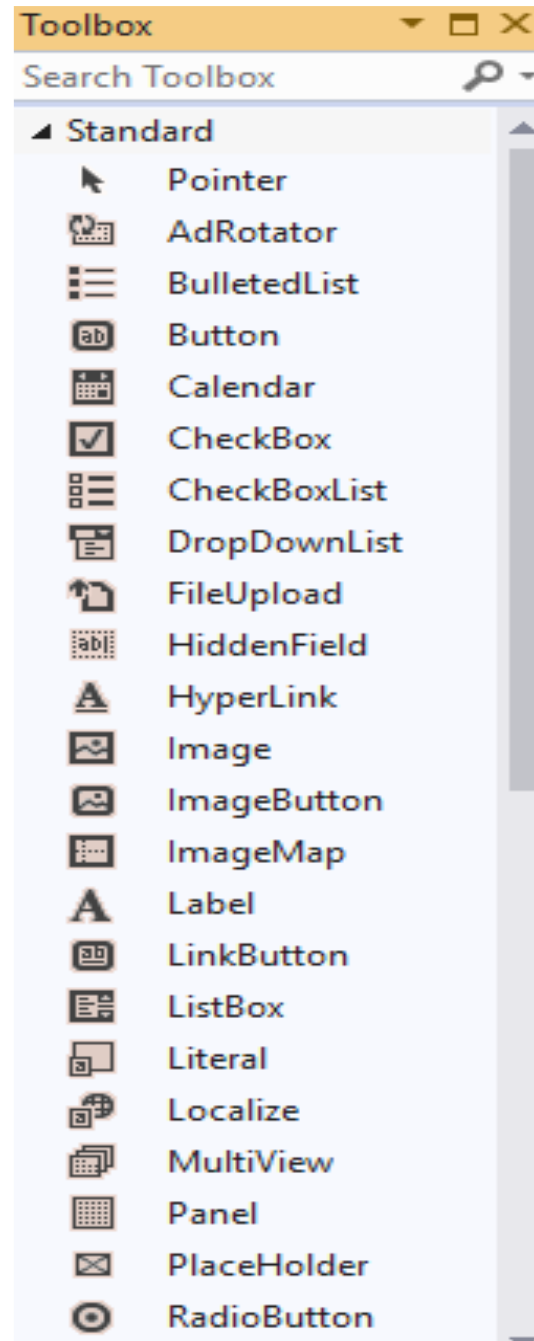 Toolbox
Search Toolbox
Standard
Pointer
AdRotator
BulletedList
Button
Calendar
CheckBox
CheckBoxList
DropDownList
FileUpload
HiddenField
HyperLink
Image
ImageButton
ImageMap
Label
LinkButton
ListBox
Literal
Localize
MultiView
Panel
PlaceHolder
RadioButton